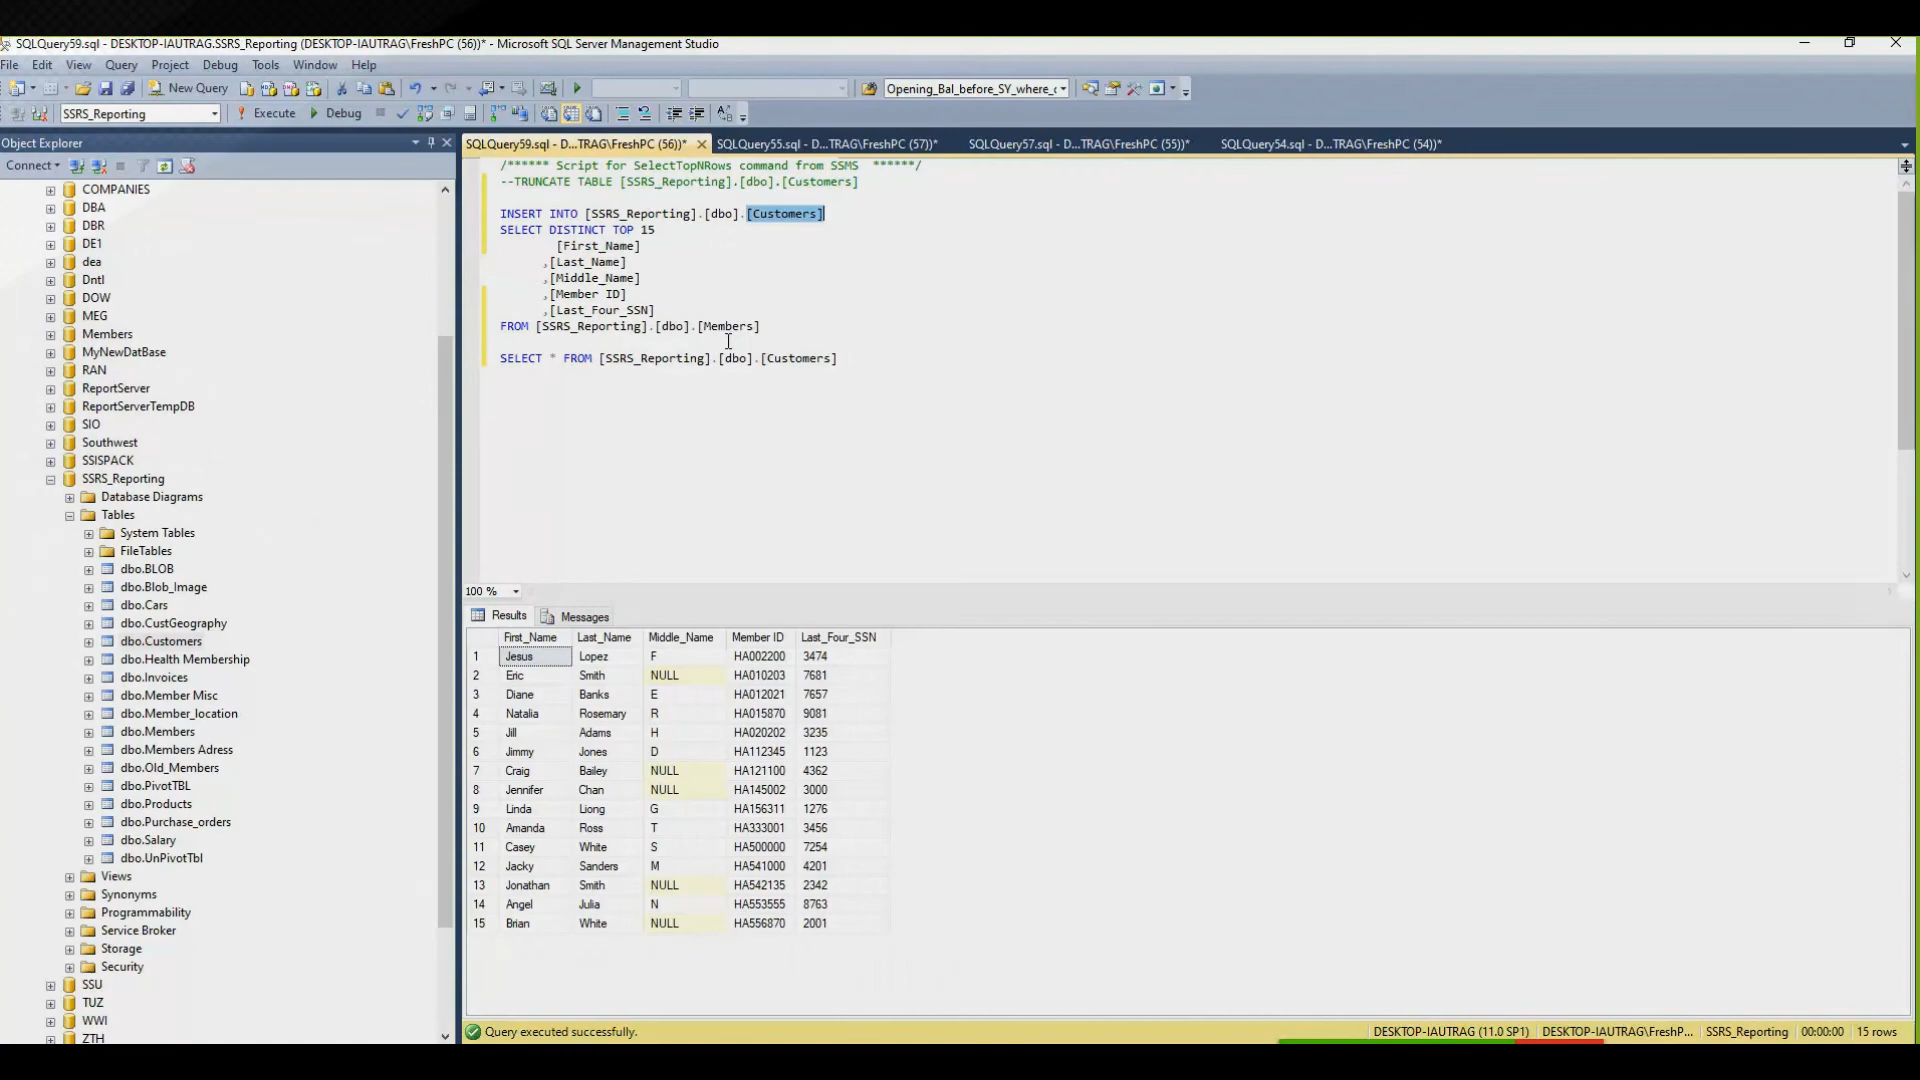 SQLQuery59.sql - DESKTOP-IAUTRAG.SSRS_Reporting (DESKTOP-IAUTRAG\FreshPC (56))* - Microsoft SQL Server Management Studio
File Edit View Query Project Debug Tools Window Help
New Query Opening_Bal_before_SY_where_c
SSRS_Reporting Execute Debug
Object Explorer
Connect
COMPANIES
DBA
DBR
DE1
dea
Dntl
DOW
MEG
Members
MyNewDatBase
RAN
ReportServer
ReportServerTempDB
SIO
Southwest
SSISPACK
SSRS_Reporting
Database Diagrams
Tables
System Tables
FileTables
dbo.BLOB
dbo.Blob_Image
dbo.Cars
dbo.CustGeography
dbo.Customers
dbo.Health Membership
dbo.Invoices
dbo.Member Misc
dbo.Member_location
dbo.Members
dbo.Members Adress
dbo.Old_Members
dbo.PivotTBL
dbo.Products
dbo.Purchase_orders
dbo.Salary
dbo.UnPivotTbl
Views
Synonyms
Programmability
Service Broker
Storage
Security
SSU
TUZ
WWI
ZTH
SQLQuery59.sql - D...TRAG\FreshPC (56))* SQLQuery55.sql - D...TRAG\FreshPC (57))* SQLQuery57.sql - D...TRAG\FreshPC (55))* SQLQuery54.sql - D...TRAG\FreshPC (54))*
/****** Script for SelectTopNRows command from SSMS ******/
--TRUNCATE TABLE [SSRS_Reporting].[dbo].[Customers]
INSERT INTO [SSRS_Reporting].[dbo].[Customers]
SELECT DISTINCT TOP 15
[First_Name]
,[Last_Name]
,[Middle_Name]
,[Member ID]
,[Last_Four_SSN]
FROM [SSRS_Reporting].[dbo].[Members]
SELECT * FROM [SSRS_Reporting].[dbo].[Customers]
100 %
Results Messages
First_Name Last_Name Middle_Name Member ID Last_Four_SSN
1 Jesus Lopez F HA002200 3474
2 Eric Smith NULL HA010203 7681
3 Diane Banks E HA012021 7657
4 Natalia Rosemary R HA015870 9081
5 Jill Adams H HA020202 3235
6 Jimmy Jones D HA112345 1123
7 Craig Bailey NULL HA121100 4362
8 Jennifer Chan NULL HA145002 3000
9 Linda Liong G HA156311 1276
10 Amanda Ross T HA333001 3456
11 Casey White S HA500000 7254
12 Jacky Sanders M HA541000 4201
13 Jonathan Smith NULL HA542135 2342
14 Angel Julia N HA553555 8763
15 Brian White NULL HA556870 2001
Query executed successfully. DESKTOP-IAUTRAG (11.0 SP1) DESKTOP-IAUTRAG\FreshP... SSRS_Reporting 00:00:00 15 rows